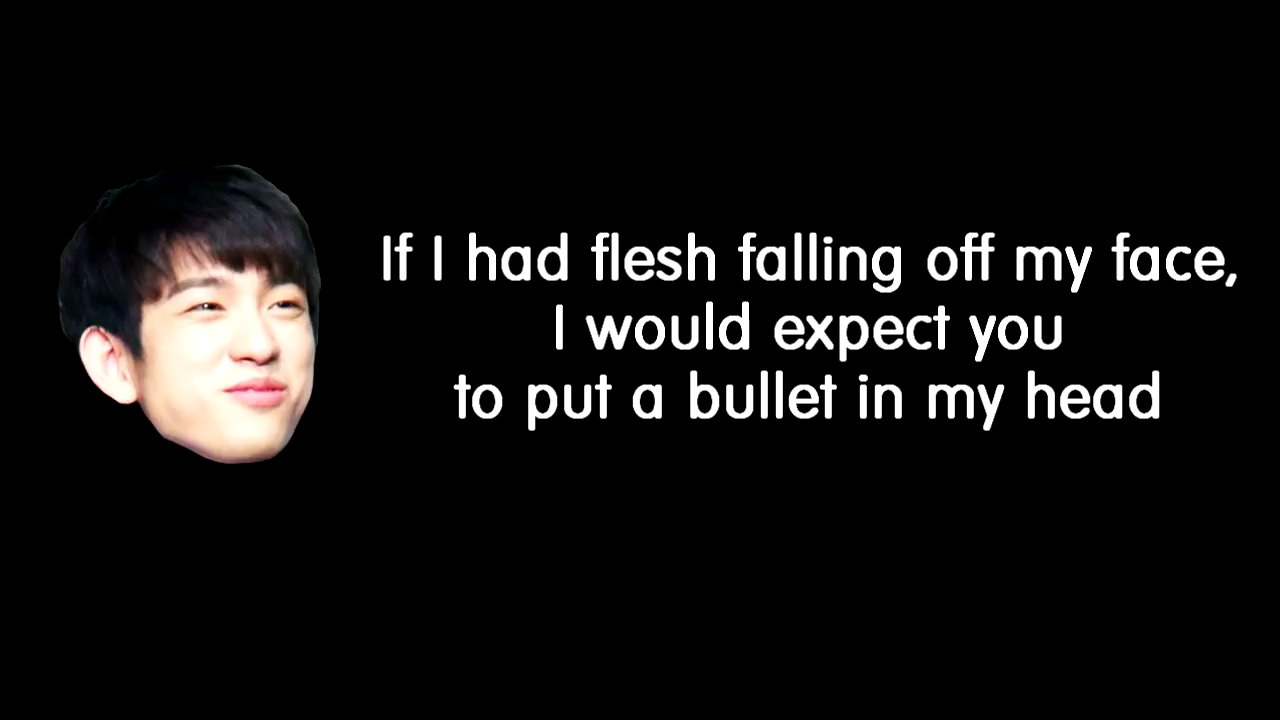 If I had flesh falling off my face,
I would expect you
to put a bullet in my head